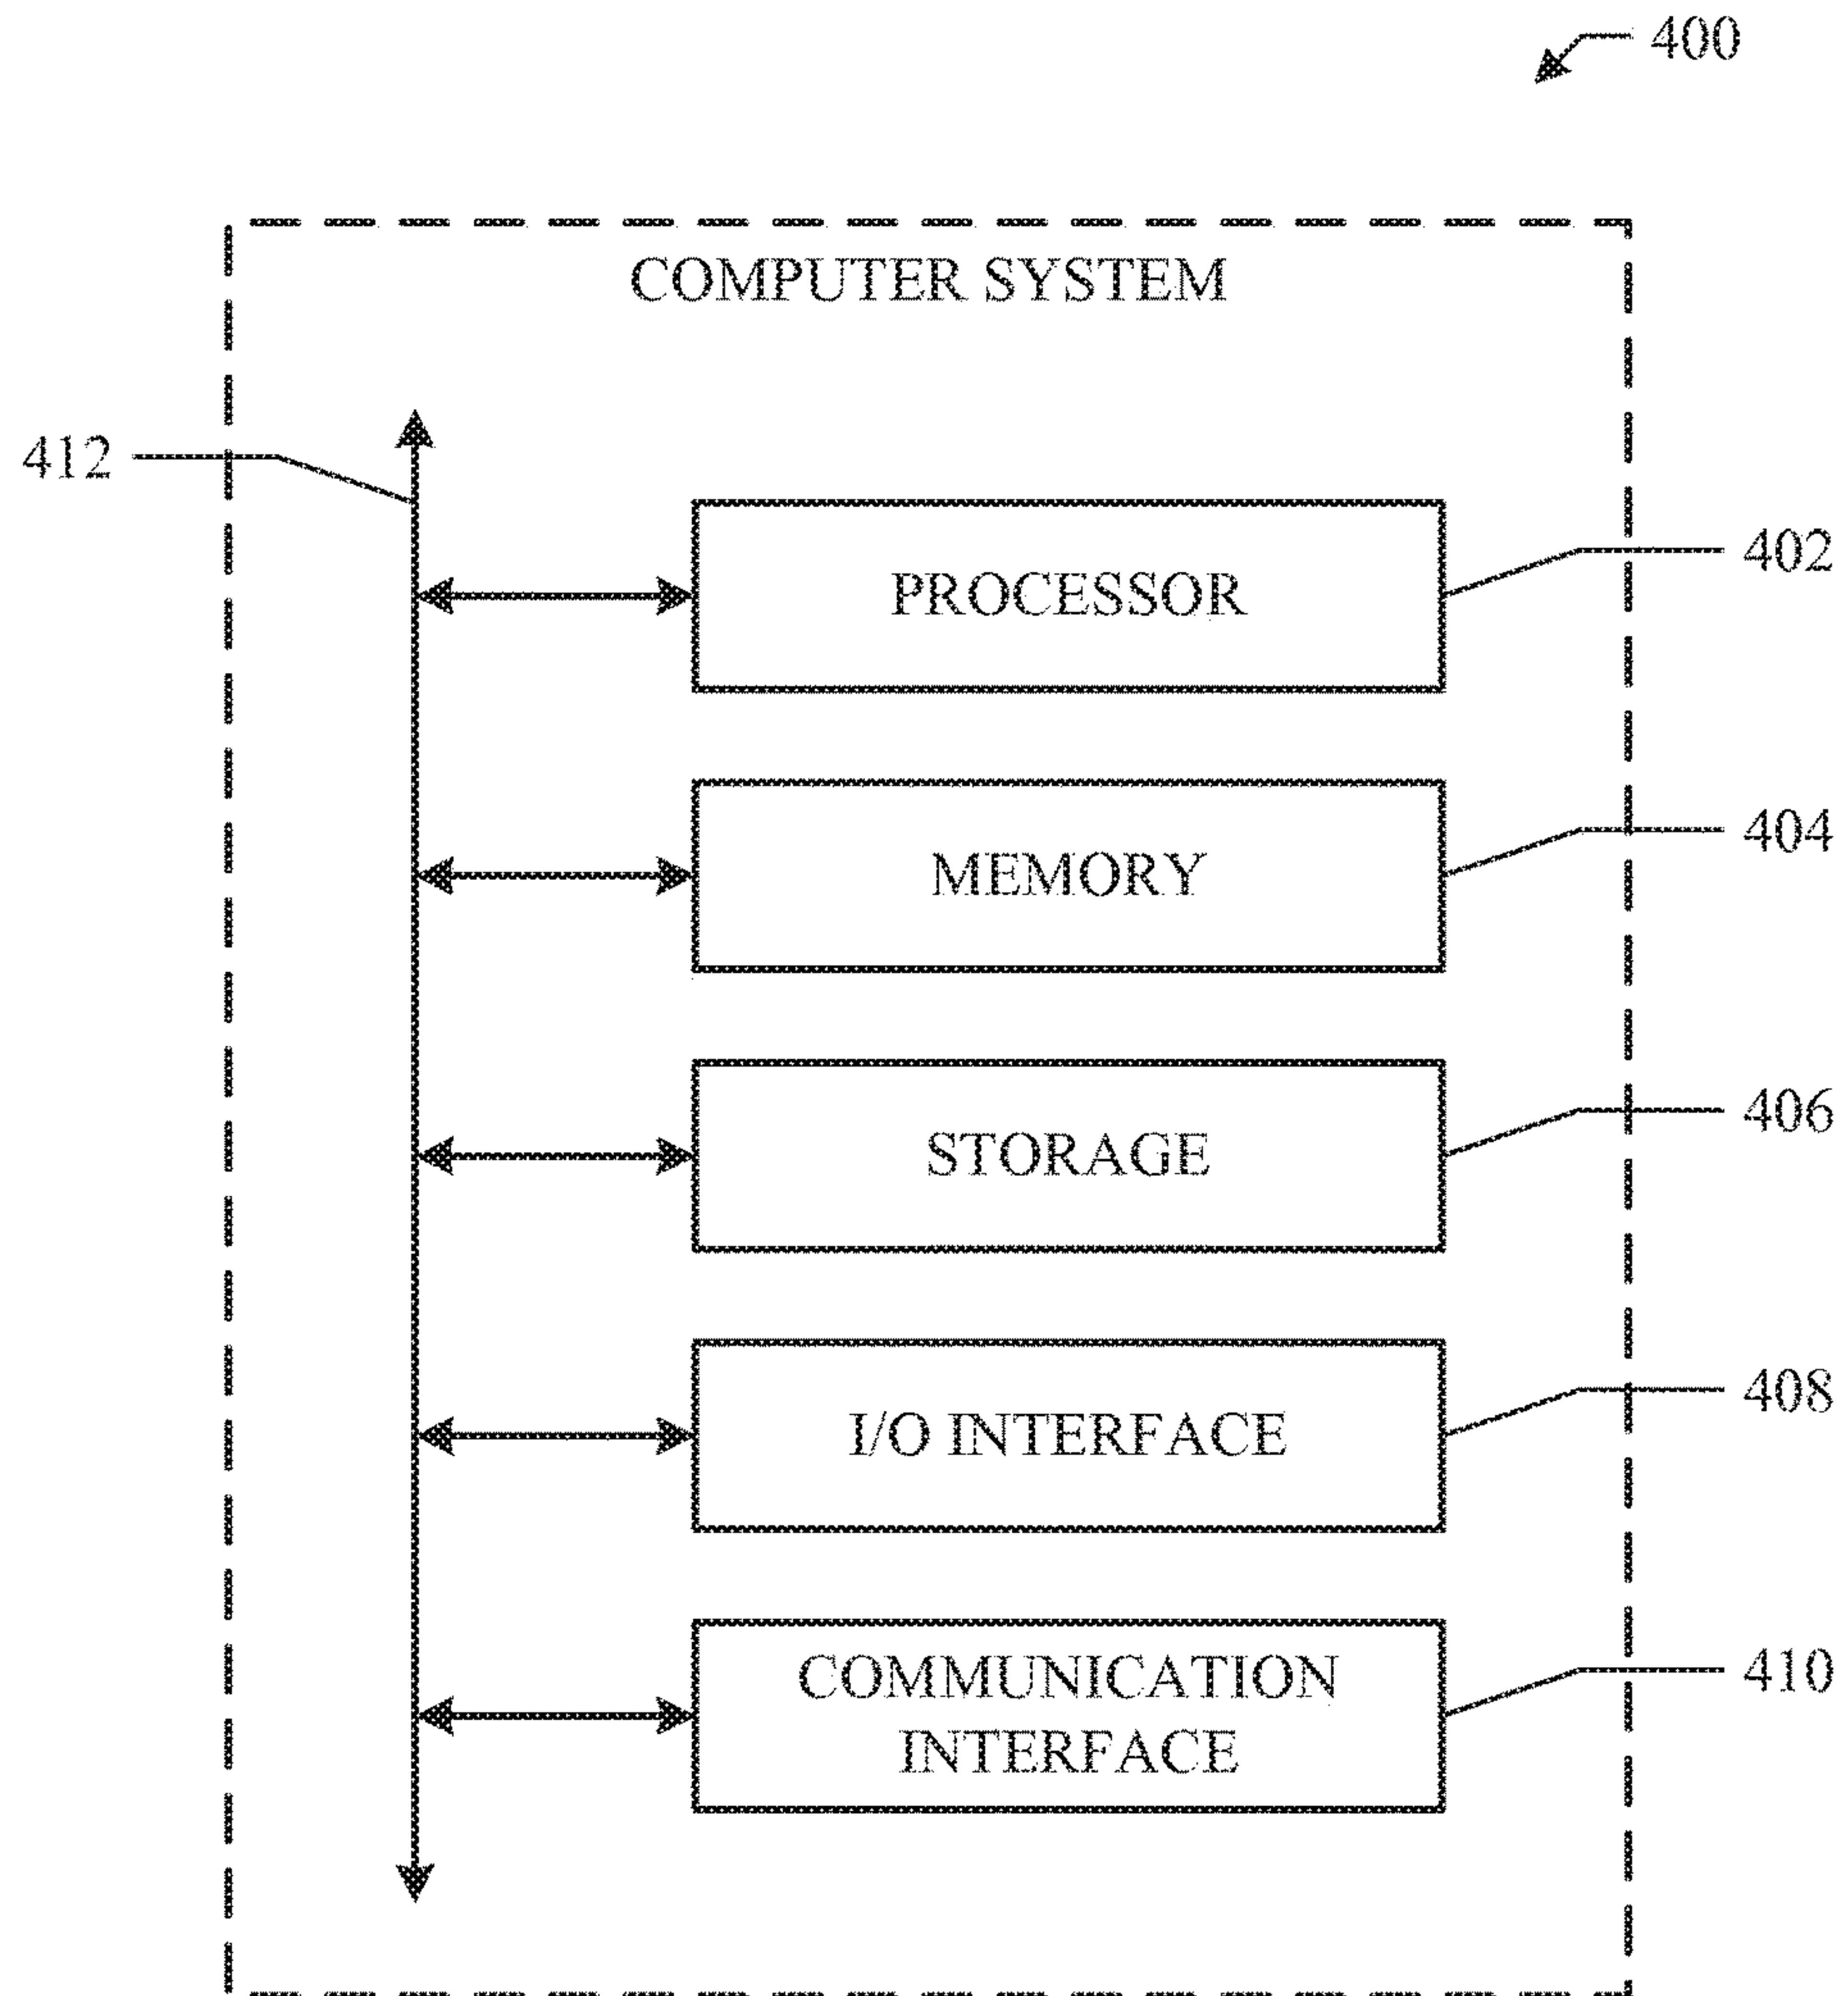 400
COMPUTER SYSTEM
412
PROCESSOR
402
MEMORY
404
STORAGE
406
I/O INTERFACE
408
COMMUNICATION
INTERFACE
410